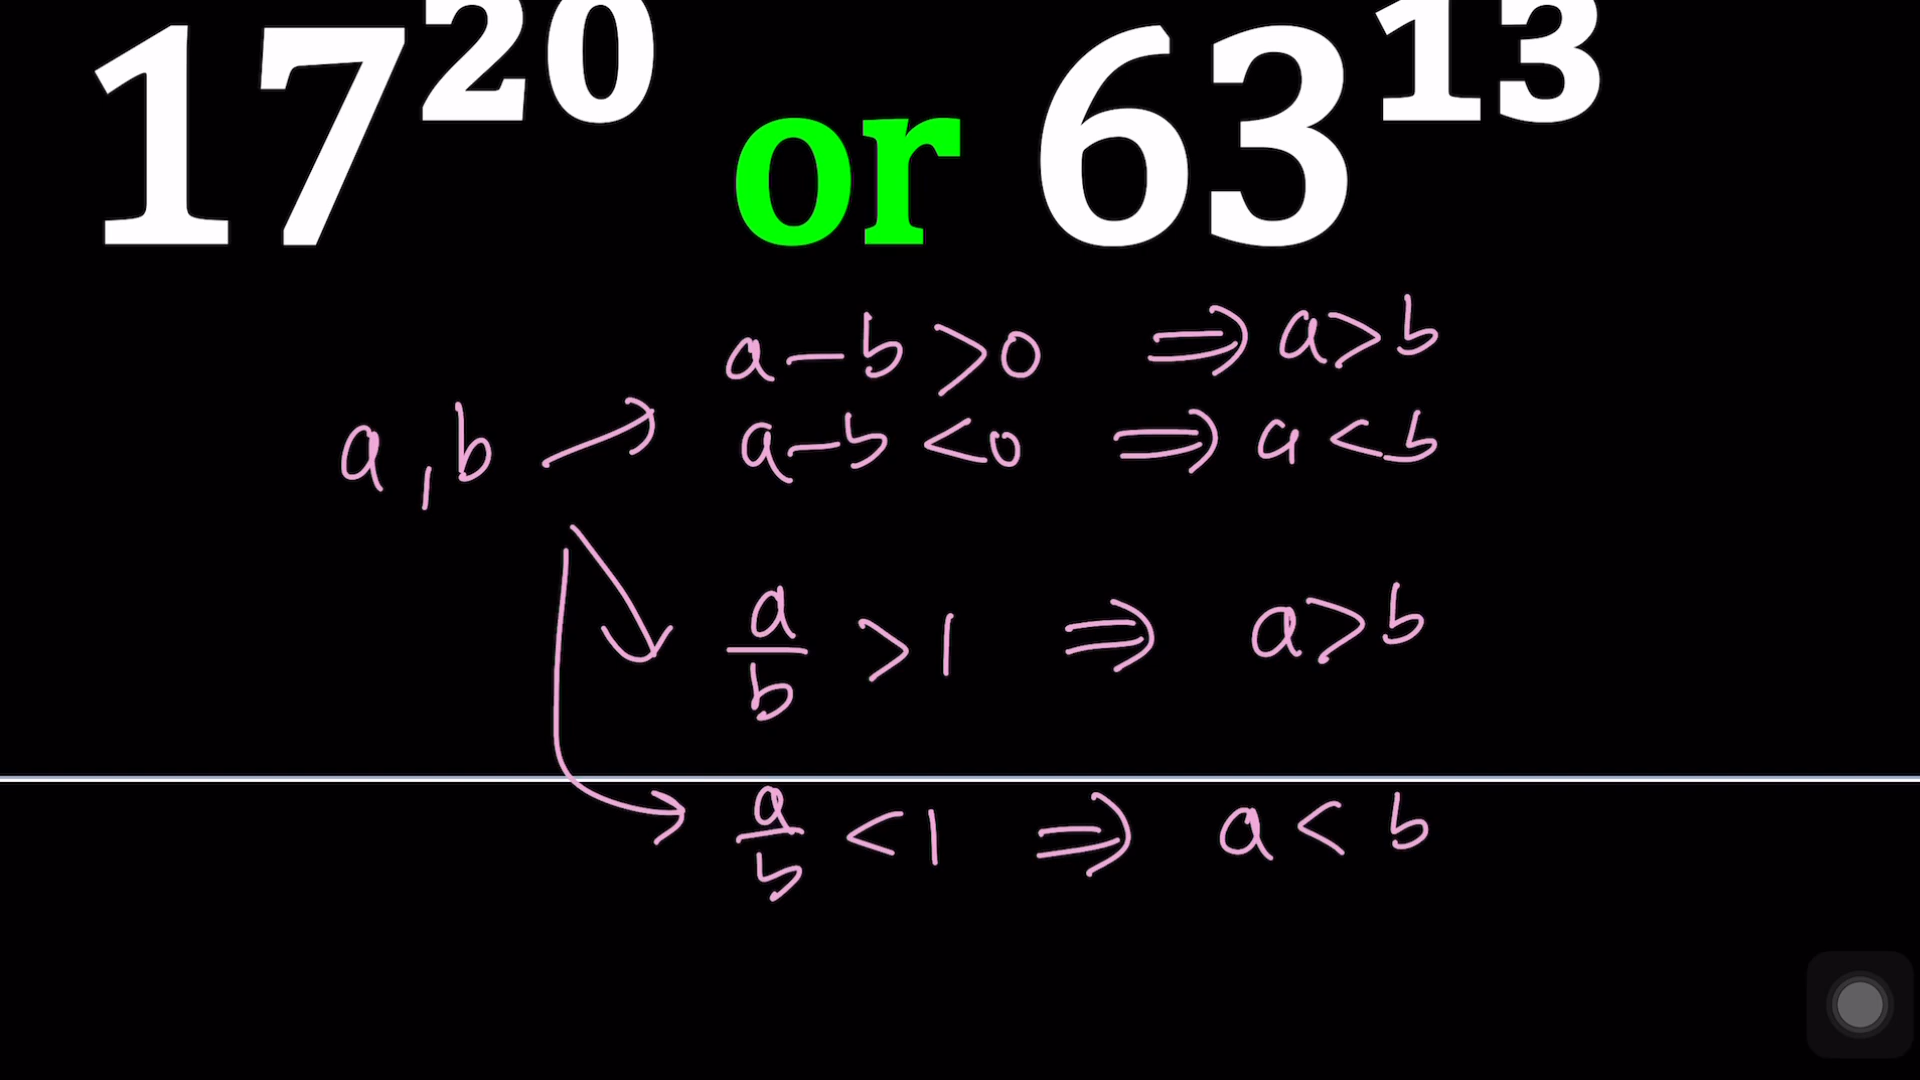 17²⁰ or 63¹³
a-b>0 ⇒ a>b
a,b → a-b<0 ⇒ a<b
a/b >1 ⇒ a>b
a/b <1 ⇒ a<b